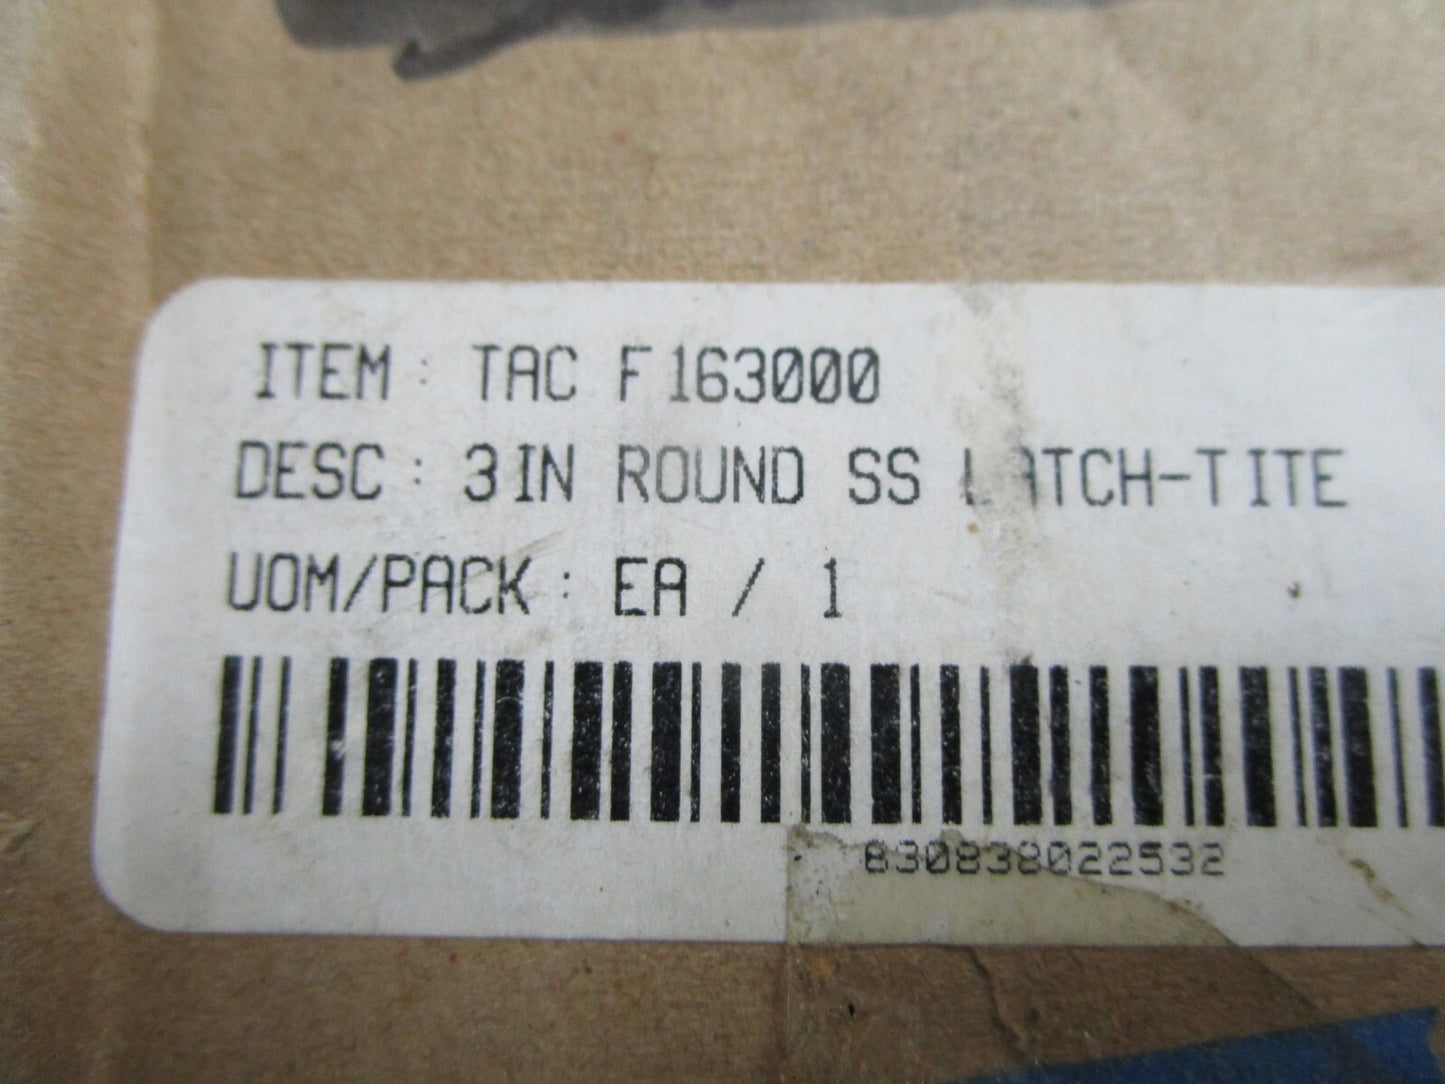 ITEM : TAC F163000
DESC : 3IN ROUND SS LATCH-TITE
UOM/PACK : EA / 1
830838022532